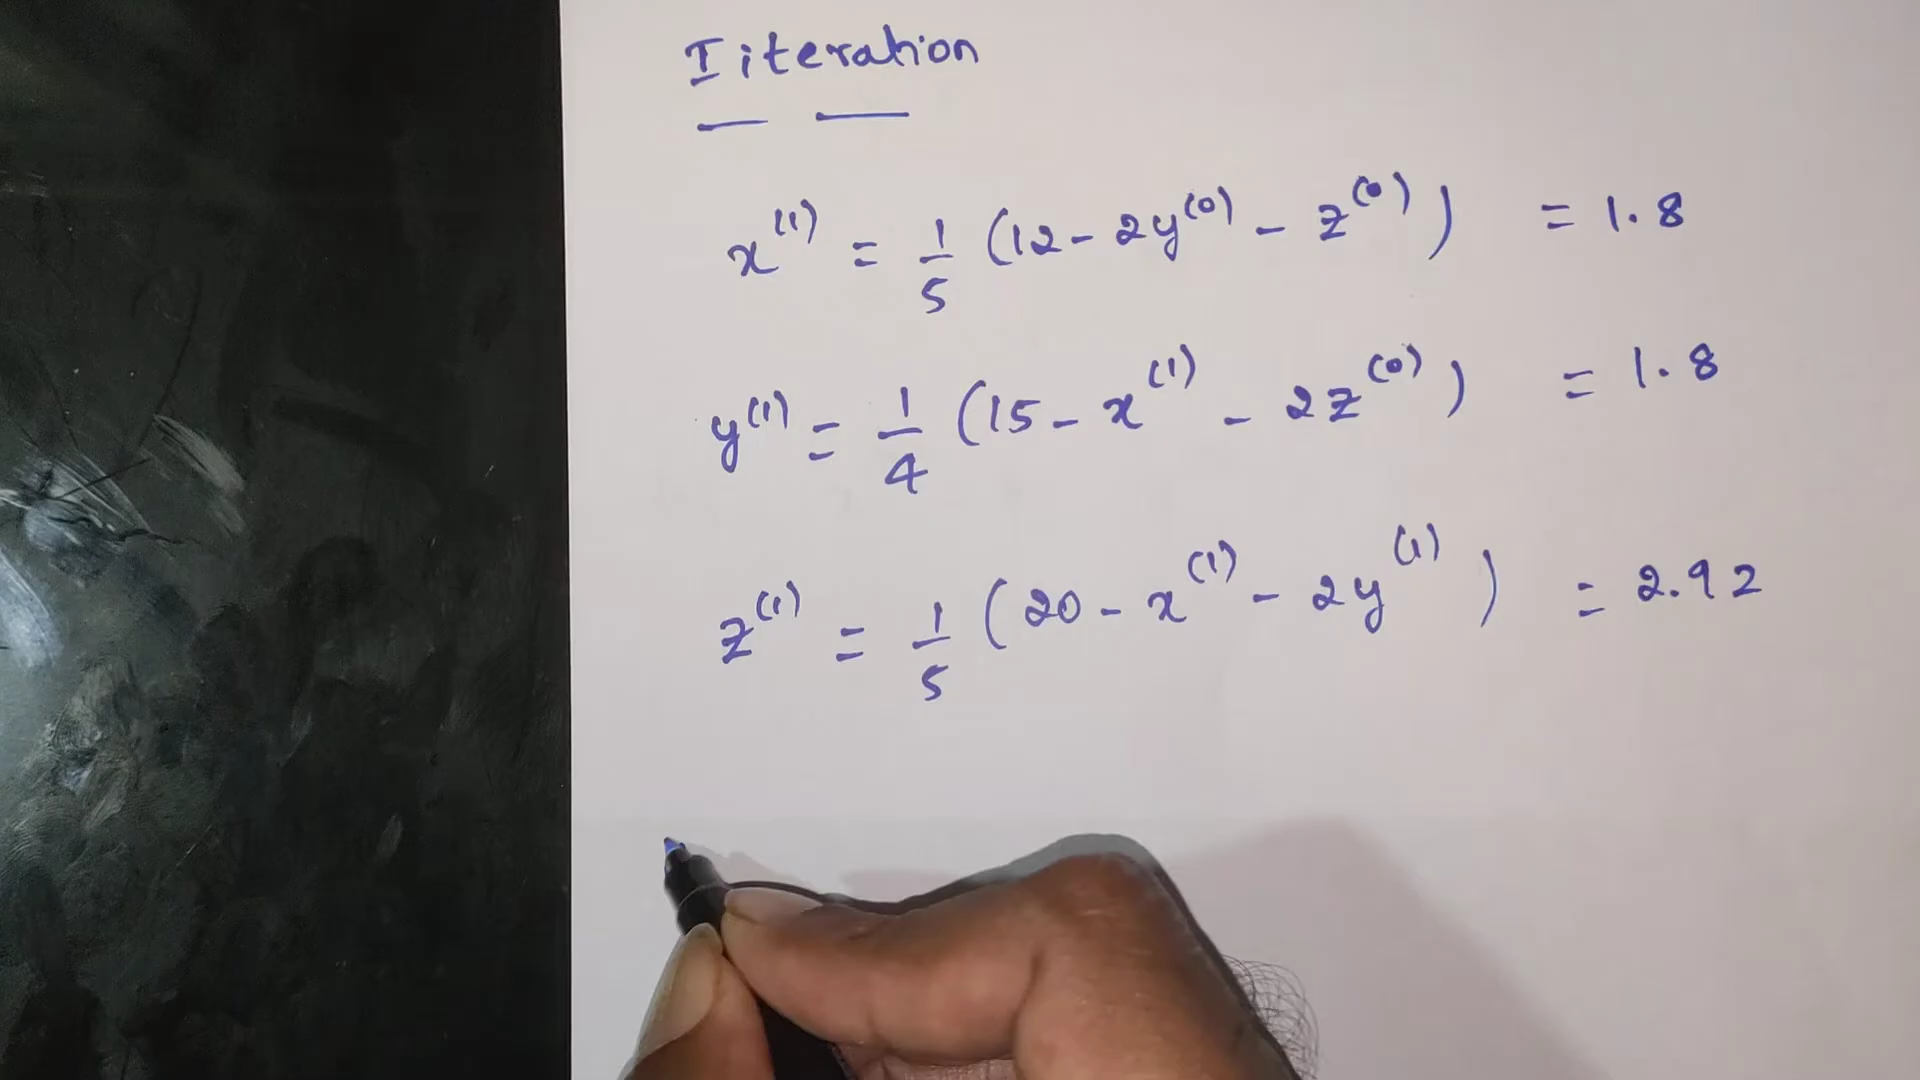 I iteration
x^(1) = 1/5 (12 - 2y^(0) - z^(0)) = 1.8
y^(1) = 1/4 (15 - x^(1) - 2z^(0)) = 1.8
z^(1) = 1/5 (20 - x^(1) - 2y^(1)) = 2.92